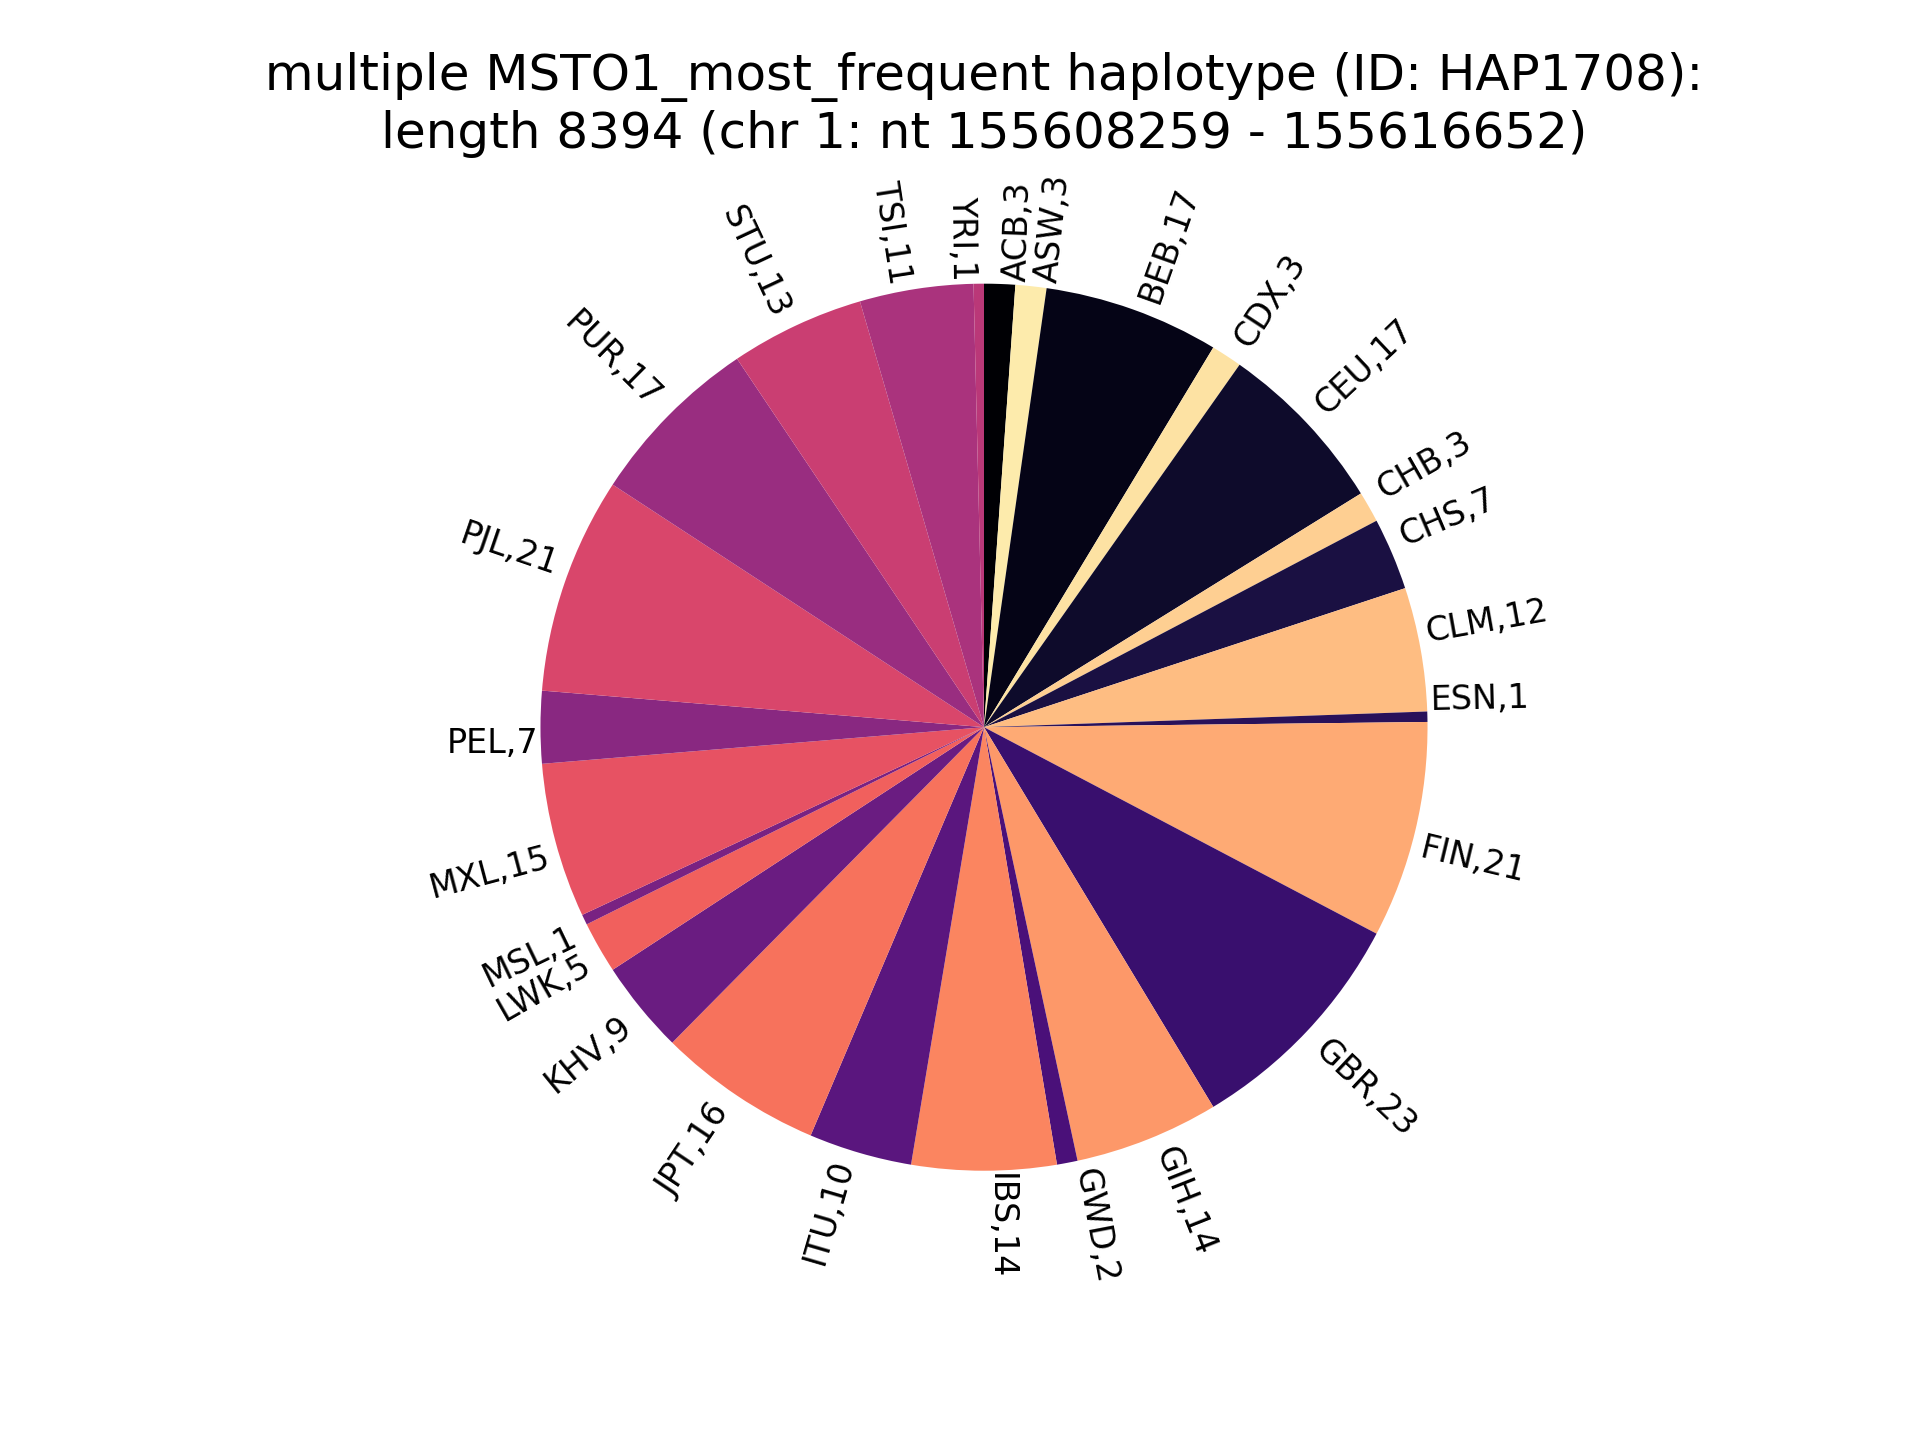 multiple MSTO1_most_frequent haplotype (ID: HAP1708):
length 8394 (chr 1: nt 155608259 - 155616652)
ACB,3
ASW,3
BEB,17
CDX,3
CEU,17
CHB,3
CHS,7
CLM,12
ESN,1
FIN,21
GBR,23
GIH,14
GWD,2
IBS,14
ITU,10
JPT,16
KHV,9
LWK,5
MSL,1
MXL,15
PEL,7
PJL,21
PUR,17
STU,13
TSI,11
YRI,1